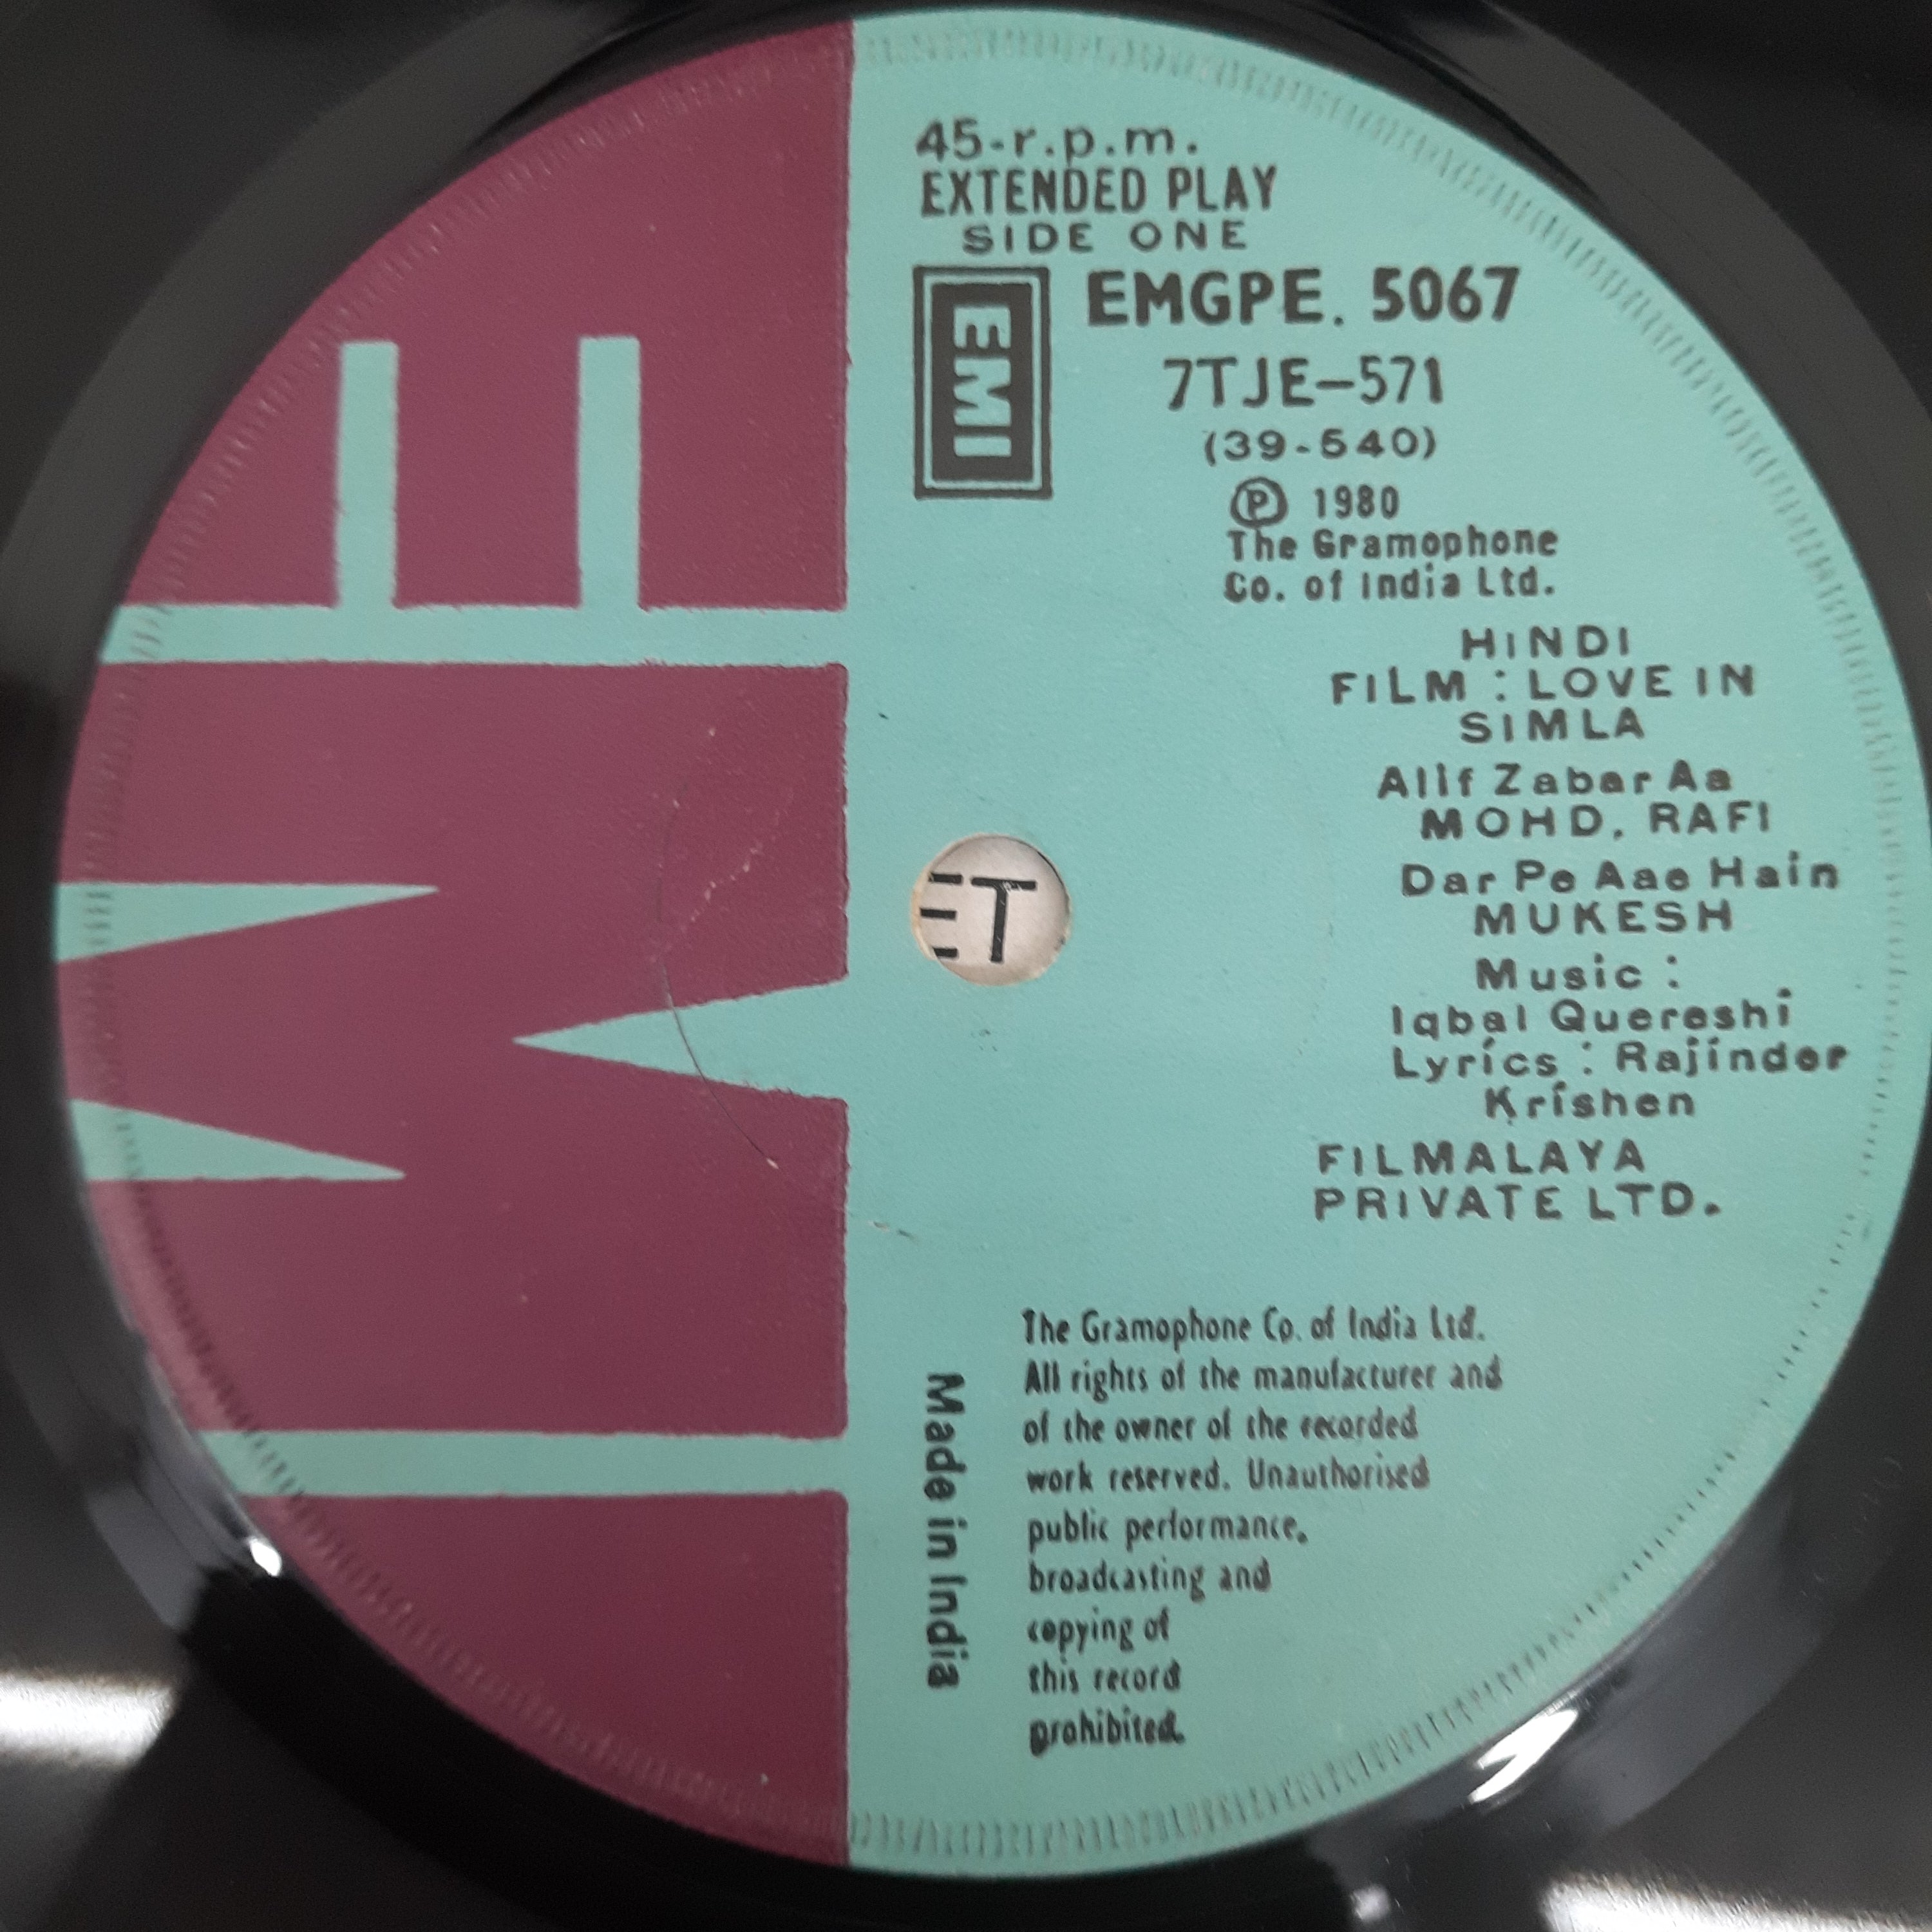 45-r.p.m.
EXTENDED PLAY
SIDE ONE
EMI
EMGPE. 5067
7TJE-571
(39-540)
Ⓟ 1980
The Gramophone
Co. of India Ltd.
HINDI
FILM : LOVE IN
SIMLA
Alif Zabar Aa
MOHD. RAFI
Dar Pe Aae Hain
MUKESH
Music :
Iqbal Quereshi
Lyrics : Rajinder
Krishen
FILMALAYA
PRIVATE LTD.
The Gramophone Co. of India Ltd.
All rights of the manufacturer and
of the owner of the recorded
work reserved. Unauthorised
public performance.
broadcasting and
copying of
this record
prohibited.
Made in India
EMI
ET